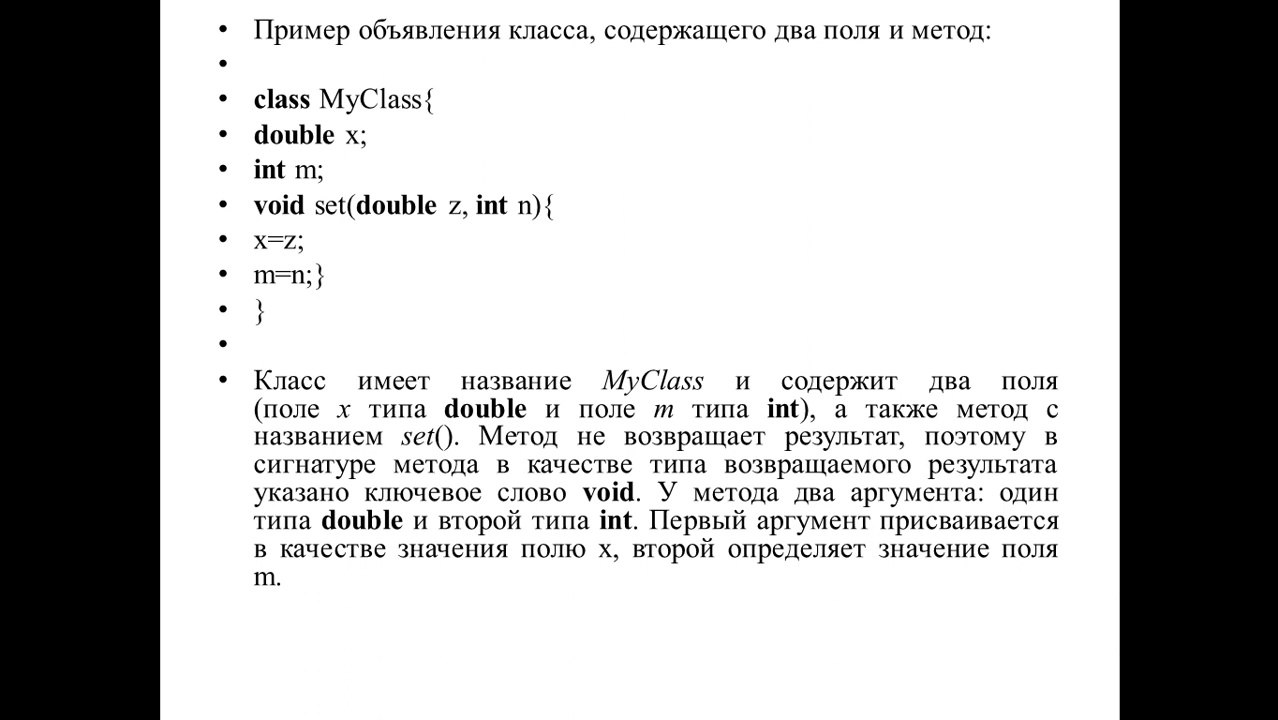 • Пример объявления класса, содержащего два поля и метод:
•
• class MyClass{
• double x;
• int m;
• void set(double z, int n){
• x=z;
• m=n;}
• }
•
• Класс имеет название MyClass и содержит два поля
(поле x типа double и поле m типа int), а также метод с
названием set(). Метод не возвращает результат, поэтому в
сигнатуре метода в качестве типа возвращаемого результата
указано ключевое слово void. У метода два аргумента: один
типа double и второй типа int. Первый аргумент присваивается
в качестве значения полю x, второй определяет значение поля
m.